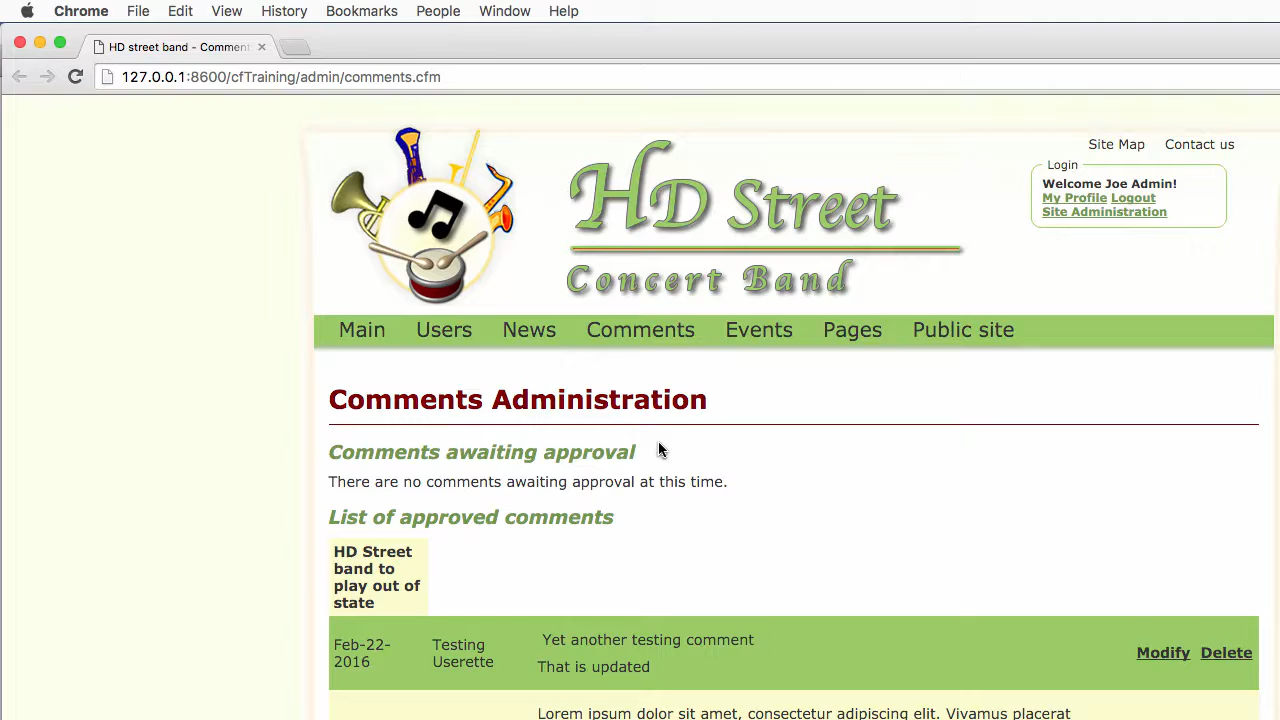 Chrome File Edit View History Bookmarks People Window Help
HD street band - Comment
127.0.0.1:8600/cfTraining/admin/comments.cfm
Site Map Contact us
Login
Welcome Joe Admin!
My Profile Logout
Site Administration
HD Street
Concert Band
Main Users News Comments Events Pages Public site
Comments Administration
Comments awaiting approval
There are no comments awaiting approval at this time.
List of approved comments
HD Street
band to
play out of
state
Feb-22-
2016
Testing
Userette
Yet another testing comment
That is updated
Modify Delete
Lorem ipsum dolor sit amet, consectetur adipiscing elit. Vivamus placerat